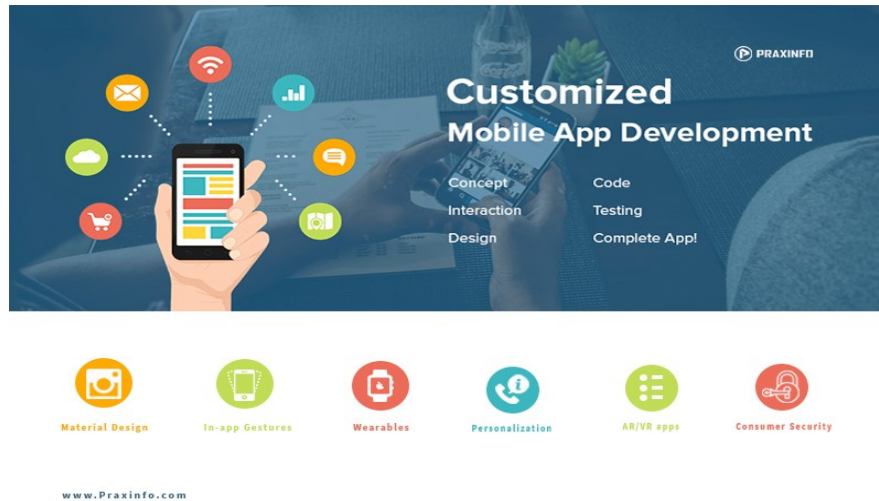 PRAXINFO
Customized
Mobile App Development
Concept
Interaction
Design
Code
Testing
Complete App!
Material Design
In-app Gestures
Wearables
Personalization
AR/VR apps
Consumer Security
www.Praxinfo.com